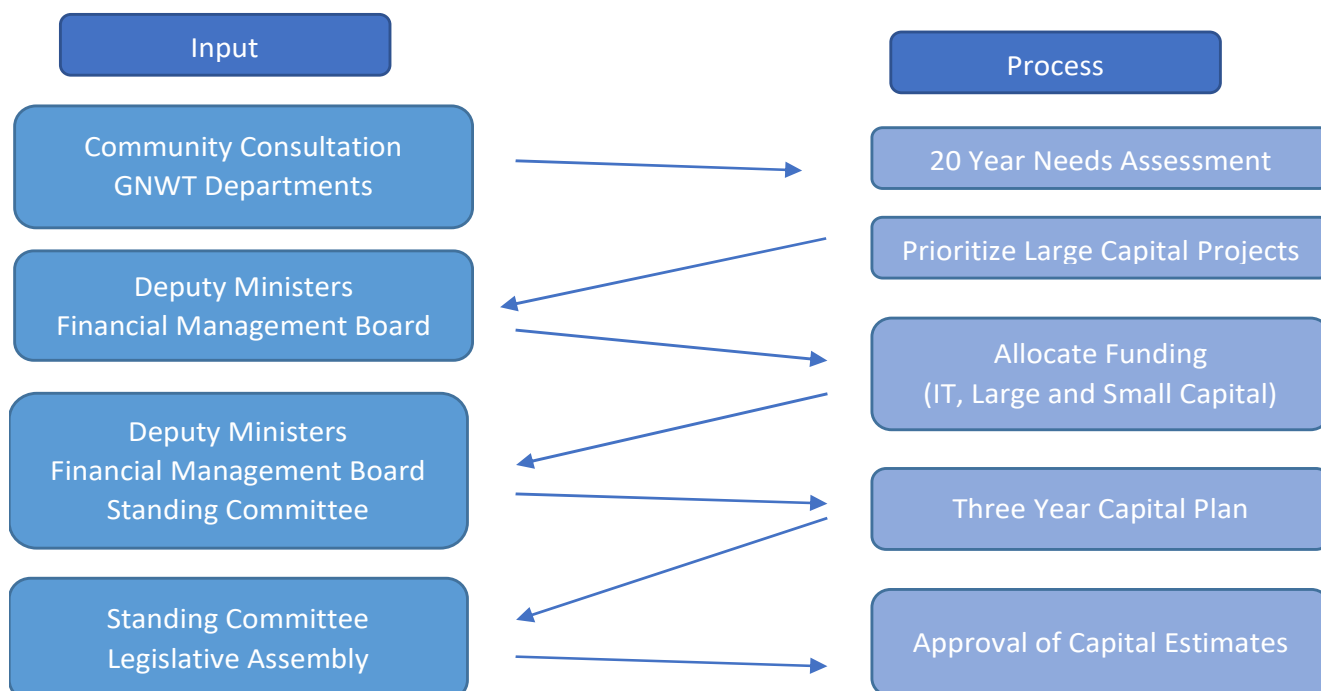 Input
Process
Community Consultation
GNWT Departments
20 Year Needs Assessment
Prioritize Large Capital Projects
Deputy Ministers
Financial Management Board
Allocate Funding
(IT, Large and Small Capital)
Deputy Ministers
Financial Management Board
Standing Committee
Three Year Capital Plan
Standing Committee
Legislative Assembly
Approval of Capital Estimates